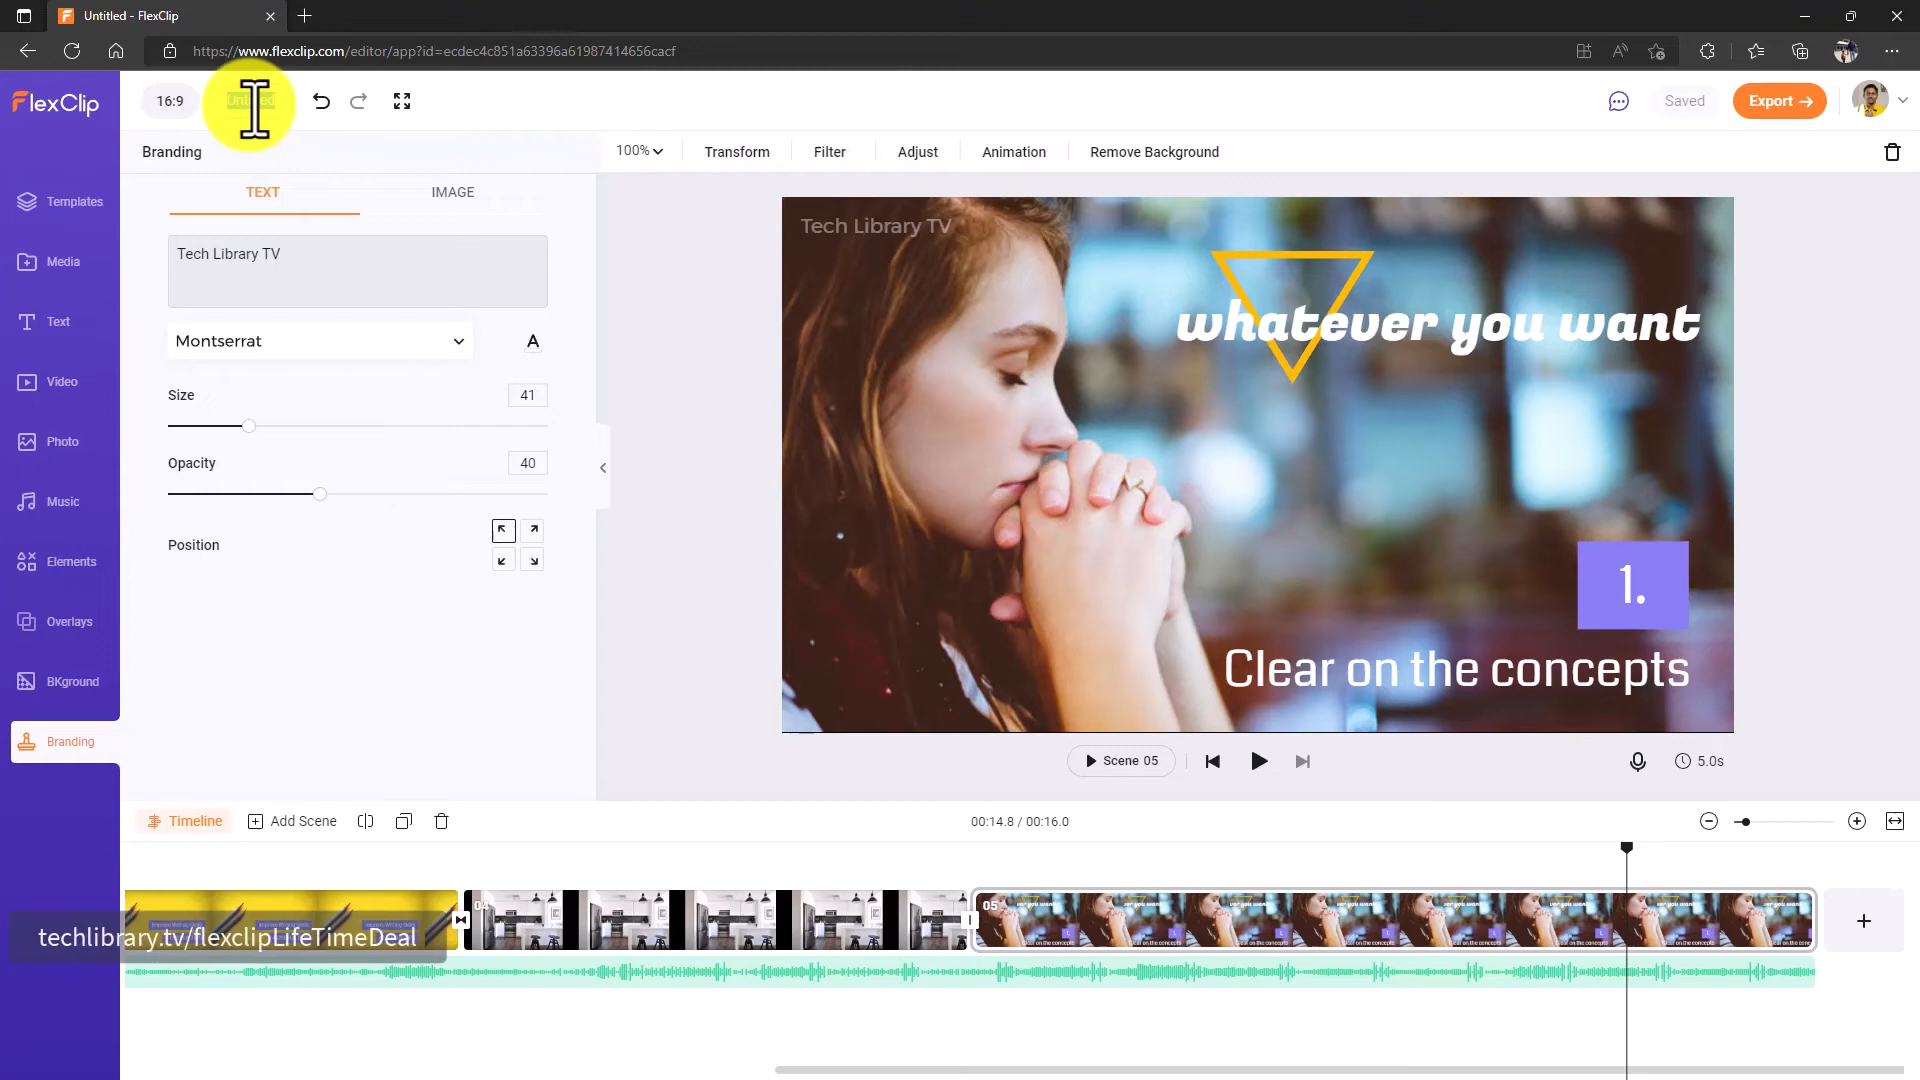 Untitled - FlexClip
https://www.flexclip.com/editor/app?id=ecdec4c851a63396a61987414656cacf
FlexClip
16:9
Untitled
Saved
Export
Branding
100%
Transform
Filter
Adjust
Animation
Remove Background
TEXT
IMAGE
Templates
Media
Text
Video
Photo
Music
Elements
Overlays
BKground
Branding
Tech Library TV
Montserrat
A
Size
41
Opacity
40
Position
Tech Library TV
whatever you want
1.
Clear on the concepts
Scene 05
5.0s
Timeline
Add Scene
00:14.8 / 00:16.0
04
05
techlibrary.tv/flexclipLifeTimeDeal